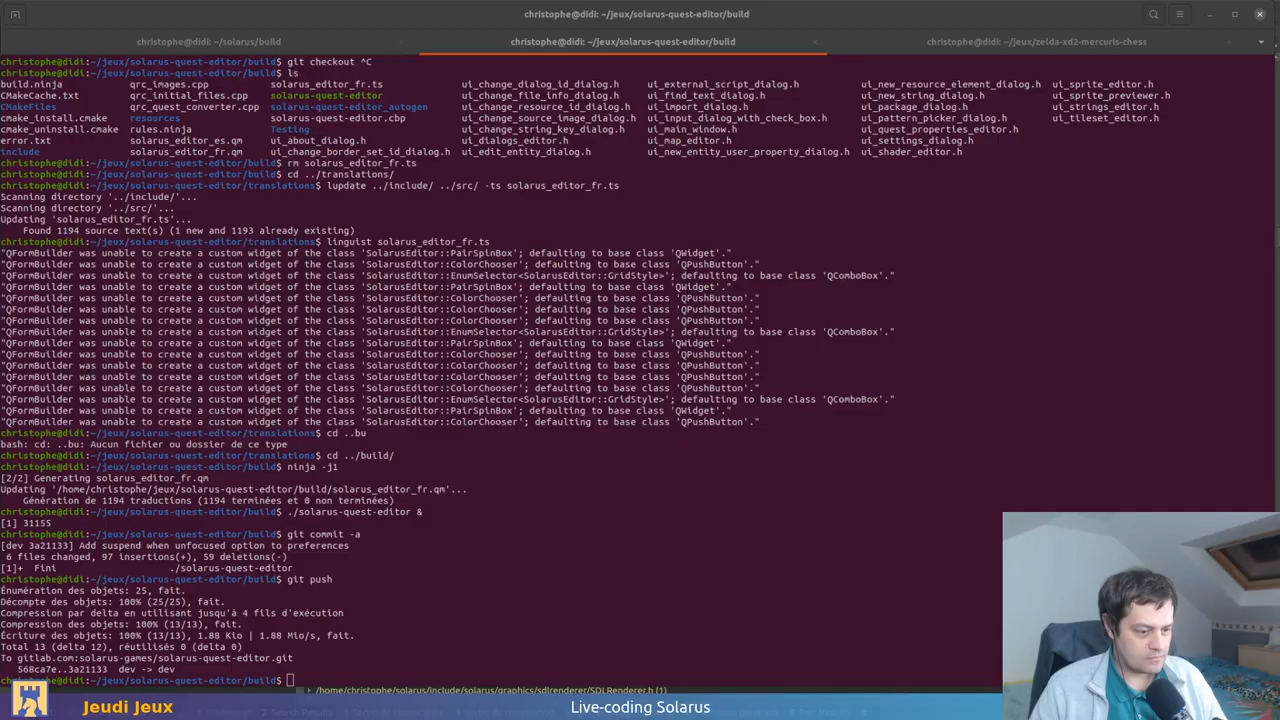 christophe@didi: ~/jeux/solarus-quest-editor/build
christophe@didi: ~/solarus/build
christophe@didi: ~/jeux/solarus-quest-editor/build
christophe@didi: ~/jeux/zelda-xd2-mercuris-chess
christophe@didi:~/jeux/solarus-quest-editor/build$ git checkout ^C
christophe@didi:~/jeux/solarus-quest-editor/build$ ls
build.ninja qrc_images.cpp solarus_editor_fr.ts ui_change_dialog_id_dialog.h ui_external_script_dialog.h ui_new_resource_element_dialog.h ui_sprite_editor.h
CMakeCache.txt qrc_initial_files.cpp solarus-quest-editor ui_change_file_info_dialog.h ui_find_text_dialog.h ui_new_string_dialog.h ui_sprite_previewer.h
CMakeFiles qrc_quest_converter.cpp solarus-quest-editor_autogen ui_change_resource_id_dialog.h ui_import_dialog.h ui_package_dialog.h ui_strings_editor.h
cmake_install.cmake resources solarus-quest-editor.cbp ui_change_source_image_dialog.h ui_input_dialog_with_check_box.h ui_pattern_picker_dialog.h ui_tileset_editor.h
cmake_uninstall.cmake rules.ninja Testing ui_change_string_key_dialog.h ui_main_window.h ui_quest_properties_editor.h
error.txt solarus_editor_es.qm ui_about_dialog.h ui_dialogs_editor.h ui_map_editor.h ui_settings_dialog.h
include solarus_editor_fr.qm ui_change_border_set_id_dialog.h ui_edit_entity_dialog.h ui_new_entity_user_property_dialog.h ui_shader_editor.h
christophe@didi:~/jeux/solarus-quest-editor/build$ rm solarus_editor_fr.ts
christophe@didi:~/jeux/solarus-quest-editor/build$ cd ../translations/
christophe@didi:~/jeux/solarus-quest-editor/translations$ lupdate ../include/ ../src/ -ts solarus_editor_fr.ts
Scanning directory '../include/'...
Scanning directory '../src/'...
Updating 'solarus_editor_fr.ts'...
Found 1194 source text(s) (1 new and 1193 already existing)
christophe@didi:~/jeux/solarus-quest-editor/translations$ linguist solarus_editor_fr.ts
"QFormBuilder was unable to create a custom widget of the class 'SolarusEditor::PairSpinBox'; defaulting to base class 'QWidget'."
"QFormBuilder was unable to create a custom widget of the class 'SolarusEditor::ColorChooser'; defaulting to base class 'QPushButton'."
"QFormBuilder was unable to create a custom widget of the class 'SolarusEditor::EnumSelector<SolarusEditor::GridStyle>'; defaulting to base class 'QComboBox'."
"QFormBuilder was unable to create a custom widget of the class 'SolarusEditor::PairSpinBox'; defaulting to base class 'QWidget'."
"QFormBuilder was unable to create a custom widget of the class 'SolarusEditor::ColorChooser'; defaulting to base class 'QPushButton'."
"QFormBuilder was unable to create a custom widget of the class 'SolarusEditor::ColorChooser'; defaulting to base class 'QPushButton'."
"QFormBuilder was unable to create a custom widget of the class 'SolarusEditor::ColorChooser'; defaulting to base class 'QPushButton'."
"QFormBuilder was unable to create a custom widget of the class 'SolarusEditor::EnumSelector<SolarusEditor::GridStyle>'; defaulting to base class 'QComboBox'."
"QFormBuilder was unable to create a custom widget of the class 'SolarusEditor::PairSpinBox'; defaulting to base class 'QWidget'."
"QFormBuilder was unable to create a custom widget of the class 'SolarusEditor::ColorChooser'; defaulting to base class 'QPushButton'."
"QFormBuilder was unable to create a custom widget of the class 'SolarusEditor::ColorChooser'; defaulting to base class 'QPushButton'."
"QFormBuilder was unable to create a custom widget of the class 'SolarusEditor::ColorChooser'; defaulting to base class 'QPushButton'."
"QFormBuilder was unable to create a custom widget of the class 'SolarusEditor::ColorChooser'; defaulting to base class 'QPushButton'."
"QFormBuilder was unable to create a custom widget of the class 'SolarusEditor::EnumSelector<SolarusEditor::GridStyle>'; defaulting to base class 'QComboBox'."
"QFormBuilder was unable to create a custom widget of the class 'SolarusEditor::PairSpinBox'; defaulting to base class 'QWidget'."
"QFormBuilder was unable to create a custom widget of the class 'SolarusEditor::ColorChooser'; defaulting to base class 'QPushButton'."
christophe@didi:~/jeux/solarus-quest-editor/translations$ cd ..bu
bash: cd: ..bu: Aucun fichier ou dossier de ce type
christophe@didi:~/jeux/solarus-quest-editor/translations$ cd ../build/
christophe@didi:~/jeux/solarus-quest-editor/build$ ninja -j1
[2/2] Generating solarus_editor_fr.qm
Updating '/home/christophe/jeux/solarus-quest-editor/build/solarus_editor_fr.qm'...
Génération de 1194 traductions (1194 terminées et 0 non terminées)
christophe@didi:~/jeux/solarus-quest-editor/build$ ./solarus-quest-editor &
[1] 31155
christophe@didi:~/jeux/solarus-quest-editor/build$ git commit -a
[dev 3a21133] Add suspend when unfocused option to preferences
6 files changed, 97 insertions(+), 59 deletions(-)
[1]+ Fini ./solarus-quest-editor
christophe@didi:~/jeux/solarus-quest-editor/build$ git push
Énumération des objets: 25, fait.
Décompte des objets: 100% (25/25), fait.
Compression par delta en utilisant jusqu'à 4 fils d'exécution
Compression des objets: 100% (13/13), fait.
Écriture des objets: 100% (13/13), 1.88 Kio | 1.88 Mio/s, fait.
Total 13 (delta 12), réutilisés 0 (delta 0)
To gitlab.com:solarus-games/solarus-quest-editor.git
568ca7e..3a21133 dev -> dev
christophe@didi:~/jeux/solarus-quest-editor/build$
/home/christophe/solarus/include/solarus/graphics/sdlrenderer/SDLRenderer.h (1)
Jeudi Jeux
Live-coding Solarus